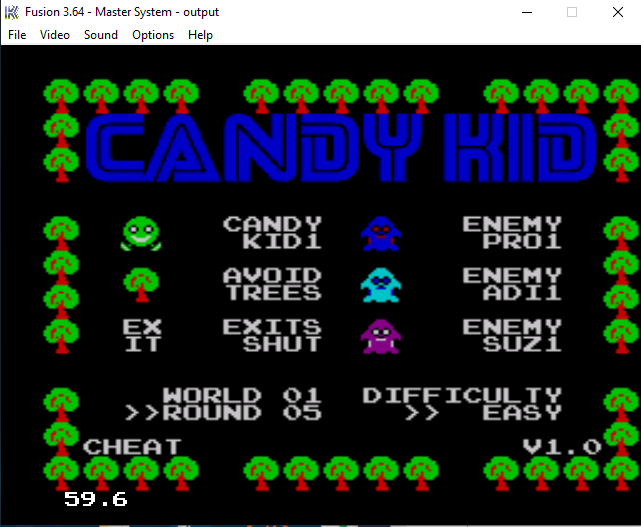 Fusion 3.64 - Master System - output
File Video Sound Options Help
CANDY KID
CANDY ENEMY
KID1 PRO1
AVOID ENEMY
TREES ADI1
EX EXITS ENEMY
IT SHUT SUZ1
WORLD 01 DIFFICULTY
>>ROUND 05 >> EASY
CHEAT V1.0
59.6